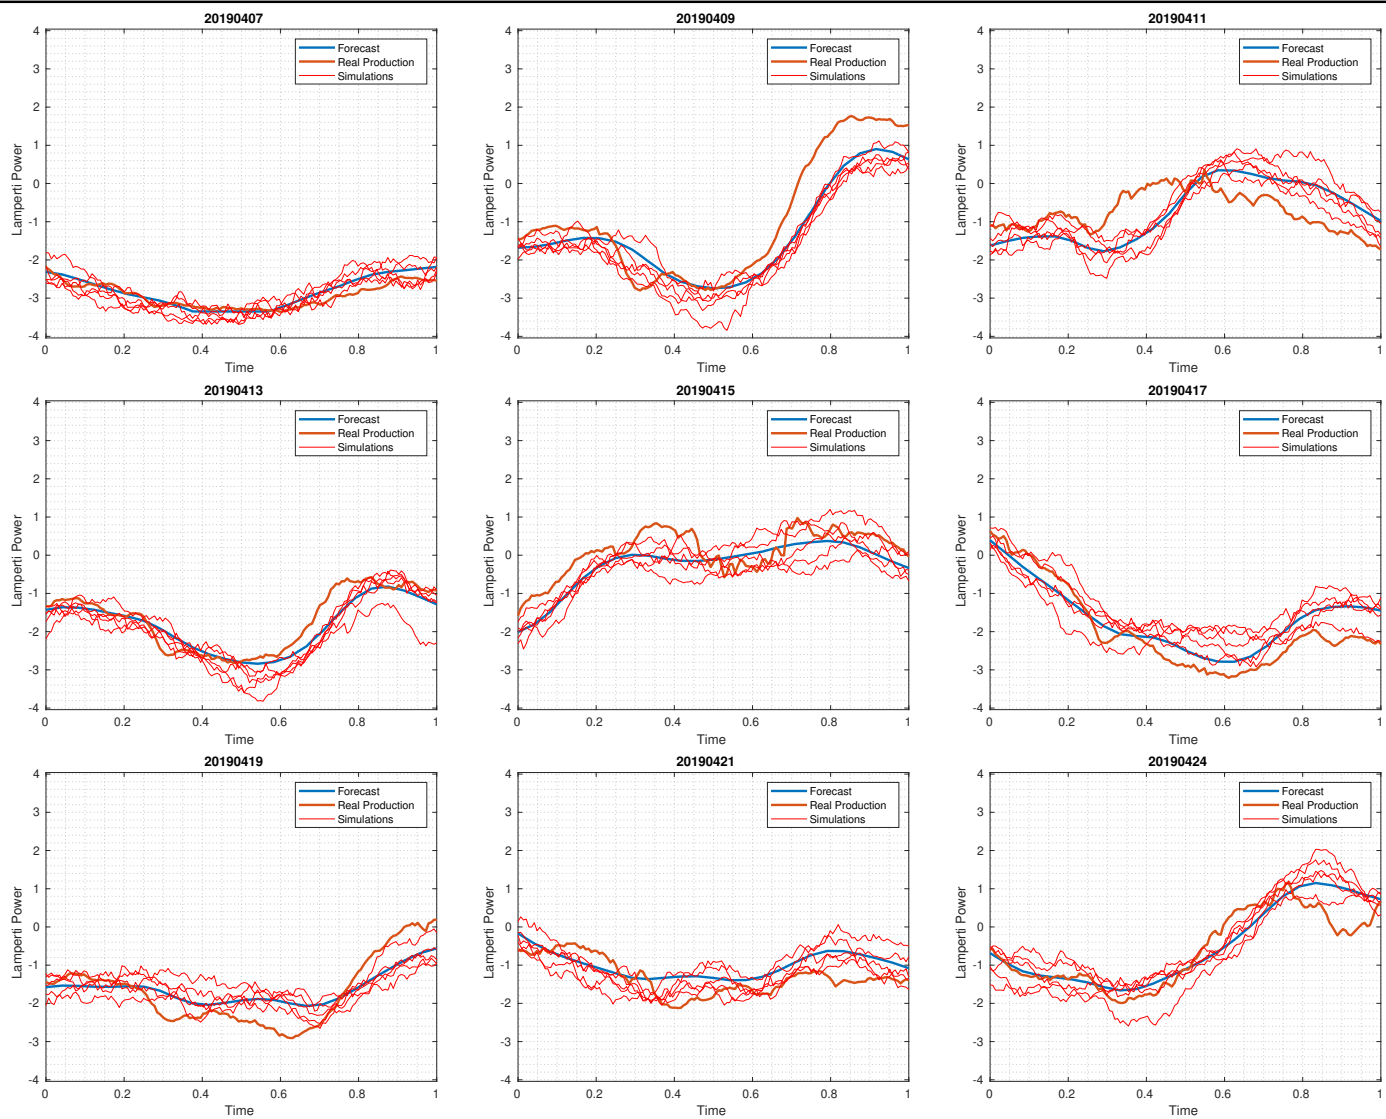 20190407
4
3
2
1
0
-1
-2
-3
-4
Lamperti Power
Forecast
Real Production
Simulations
0 0.2 0.4 0.6 0.8 1
Time
20190409
4
3
2
1
0
-1
-2
-3
-4
Lamperti Power
Forecast
Real Production
Simulations
0 0.2 0.4 0.6 0.8 1
Time
20190411
4
3
2
1
0
-1
-2
-3
-4
Lamperti Power
Forecast
Real Production
Simulations
0 0.2 0.4 0.6 0.8 1
Time
20190413
4
3
2
1
0
-1
-2
-3
-4
Lamperti Power
Forecast
Real Production
Simulations
0 0.2 0.4 0.6 0.8 1
Time
20190415
4
3
2
1
0
-1
-2
-3
-4
Lamperti Power
Forecast
Real Production
Simulations
0 0.2 0.4 0.6 0.8 1
Time
20190417
4
3
2
1
0
-1
-2
-3
-4
Lamperti Power
Forecast
Real Production
Simulations
0 0.2 0.4 0.6 0.8 1
Time
20190419
4
3
2
1
0
-1
-2
-3
-4
Lamperti Power
Forecast
Real Production
Simulations
0 0.2 0.4 0.6 0.8 1
Time
20190421
4
3
2
1
0
-1
-2
-3
-4
Lamperti Power
Forecast
Real Production
Simulations
0 0.2 0.4 0.6 0.8 1
Time
20190424
4
3
2
1
0
-1
-2
-3
-4
Lamperti Power
Forecast
Real Production
Simulations
0 0.2 0.4 0.6 0.8 1
Time